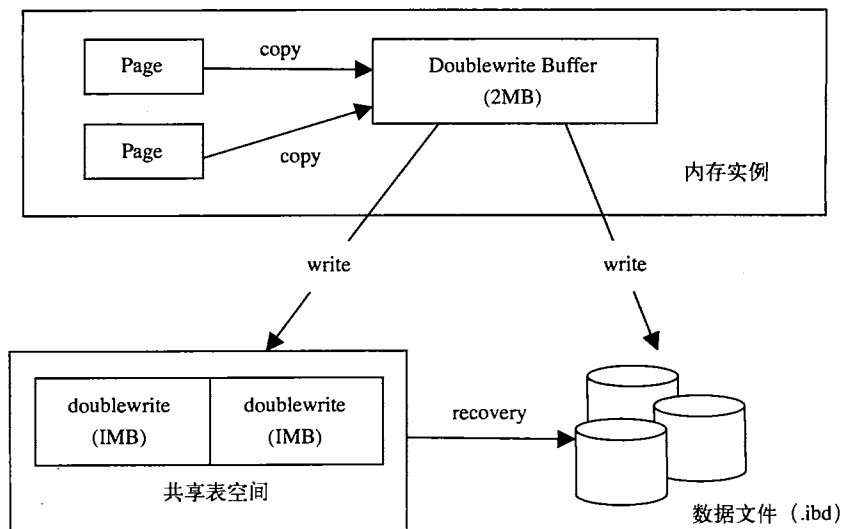 copy
Page
Doublewrite Buffer
(2MB)
Page
copy
内存实例
write
write
doublewrite
(IMB)
doublewrite
(IMB)
recovery
共享表空间
数据文件（.ibd）